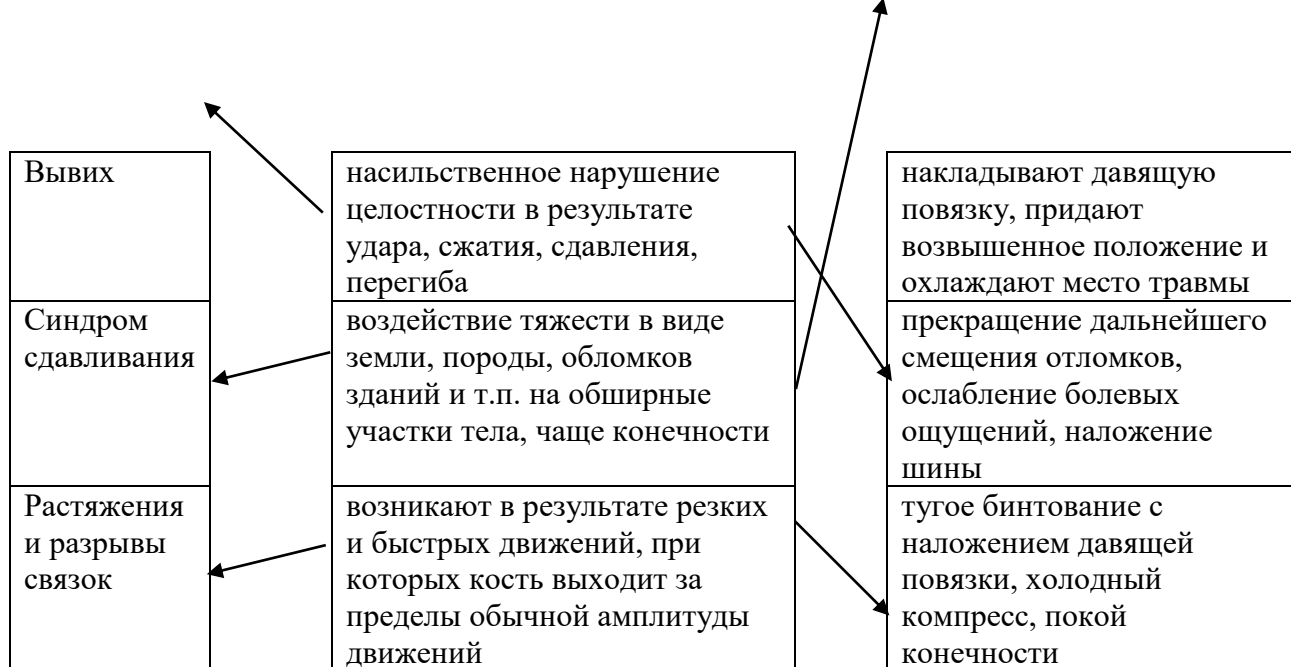 Вывих
насильственное нарушение
целостности в результате
удара, сжатия, сдавления,
перегиба
накладывают давящую
повязку, придают
возвышенное положение и
охлаждают место травмы
Синдром
сдавливания
воздействие тяжести в виде
земли, породы, обломков
зданий и т.п. на обширные
участки тела, чаще конечности
прекращение дальнейшего
смещения отломков,
ослабление болевых
ощущений, наложение
шины
Растяжения
и разрывы
связок
возникают в результате резких
и быстрых движений, при
которых кость выходит за
пределы обычной амплитуды
движений
тугое бинтование с
наложением давящей
повязки, холодный
компресс, покой
конечности